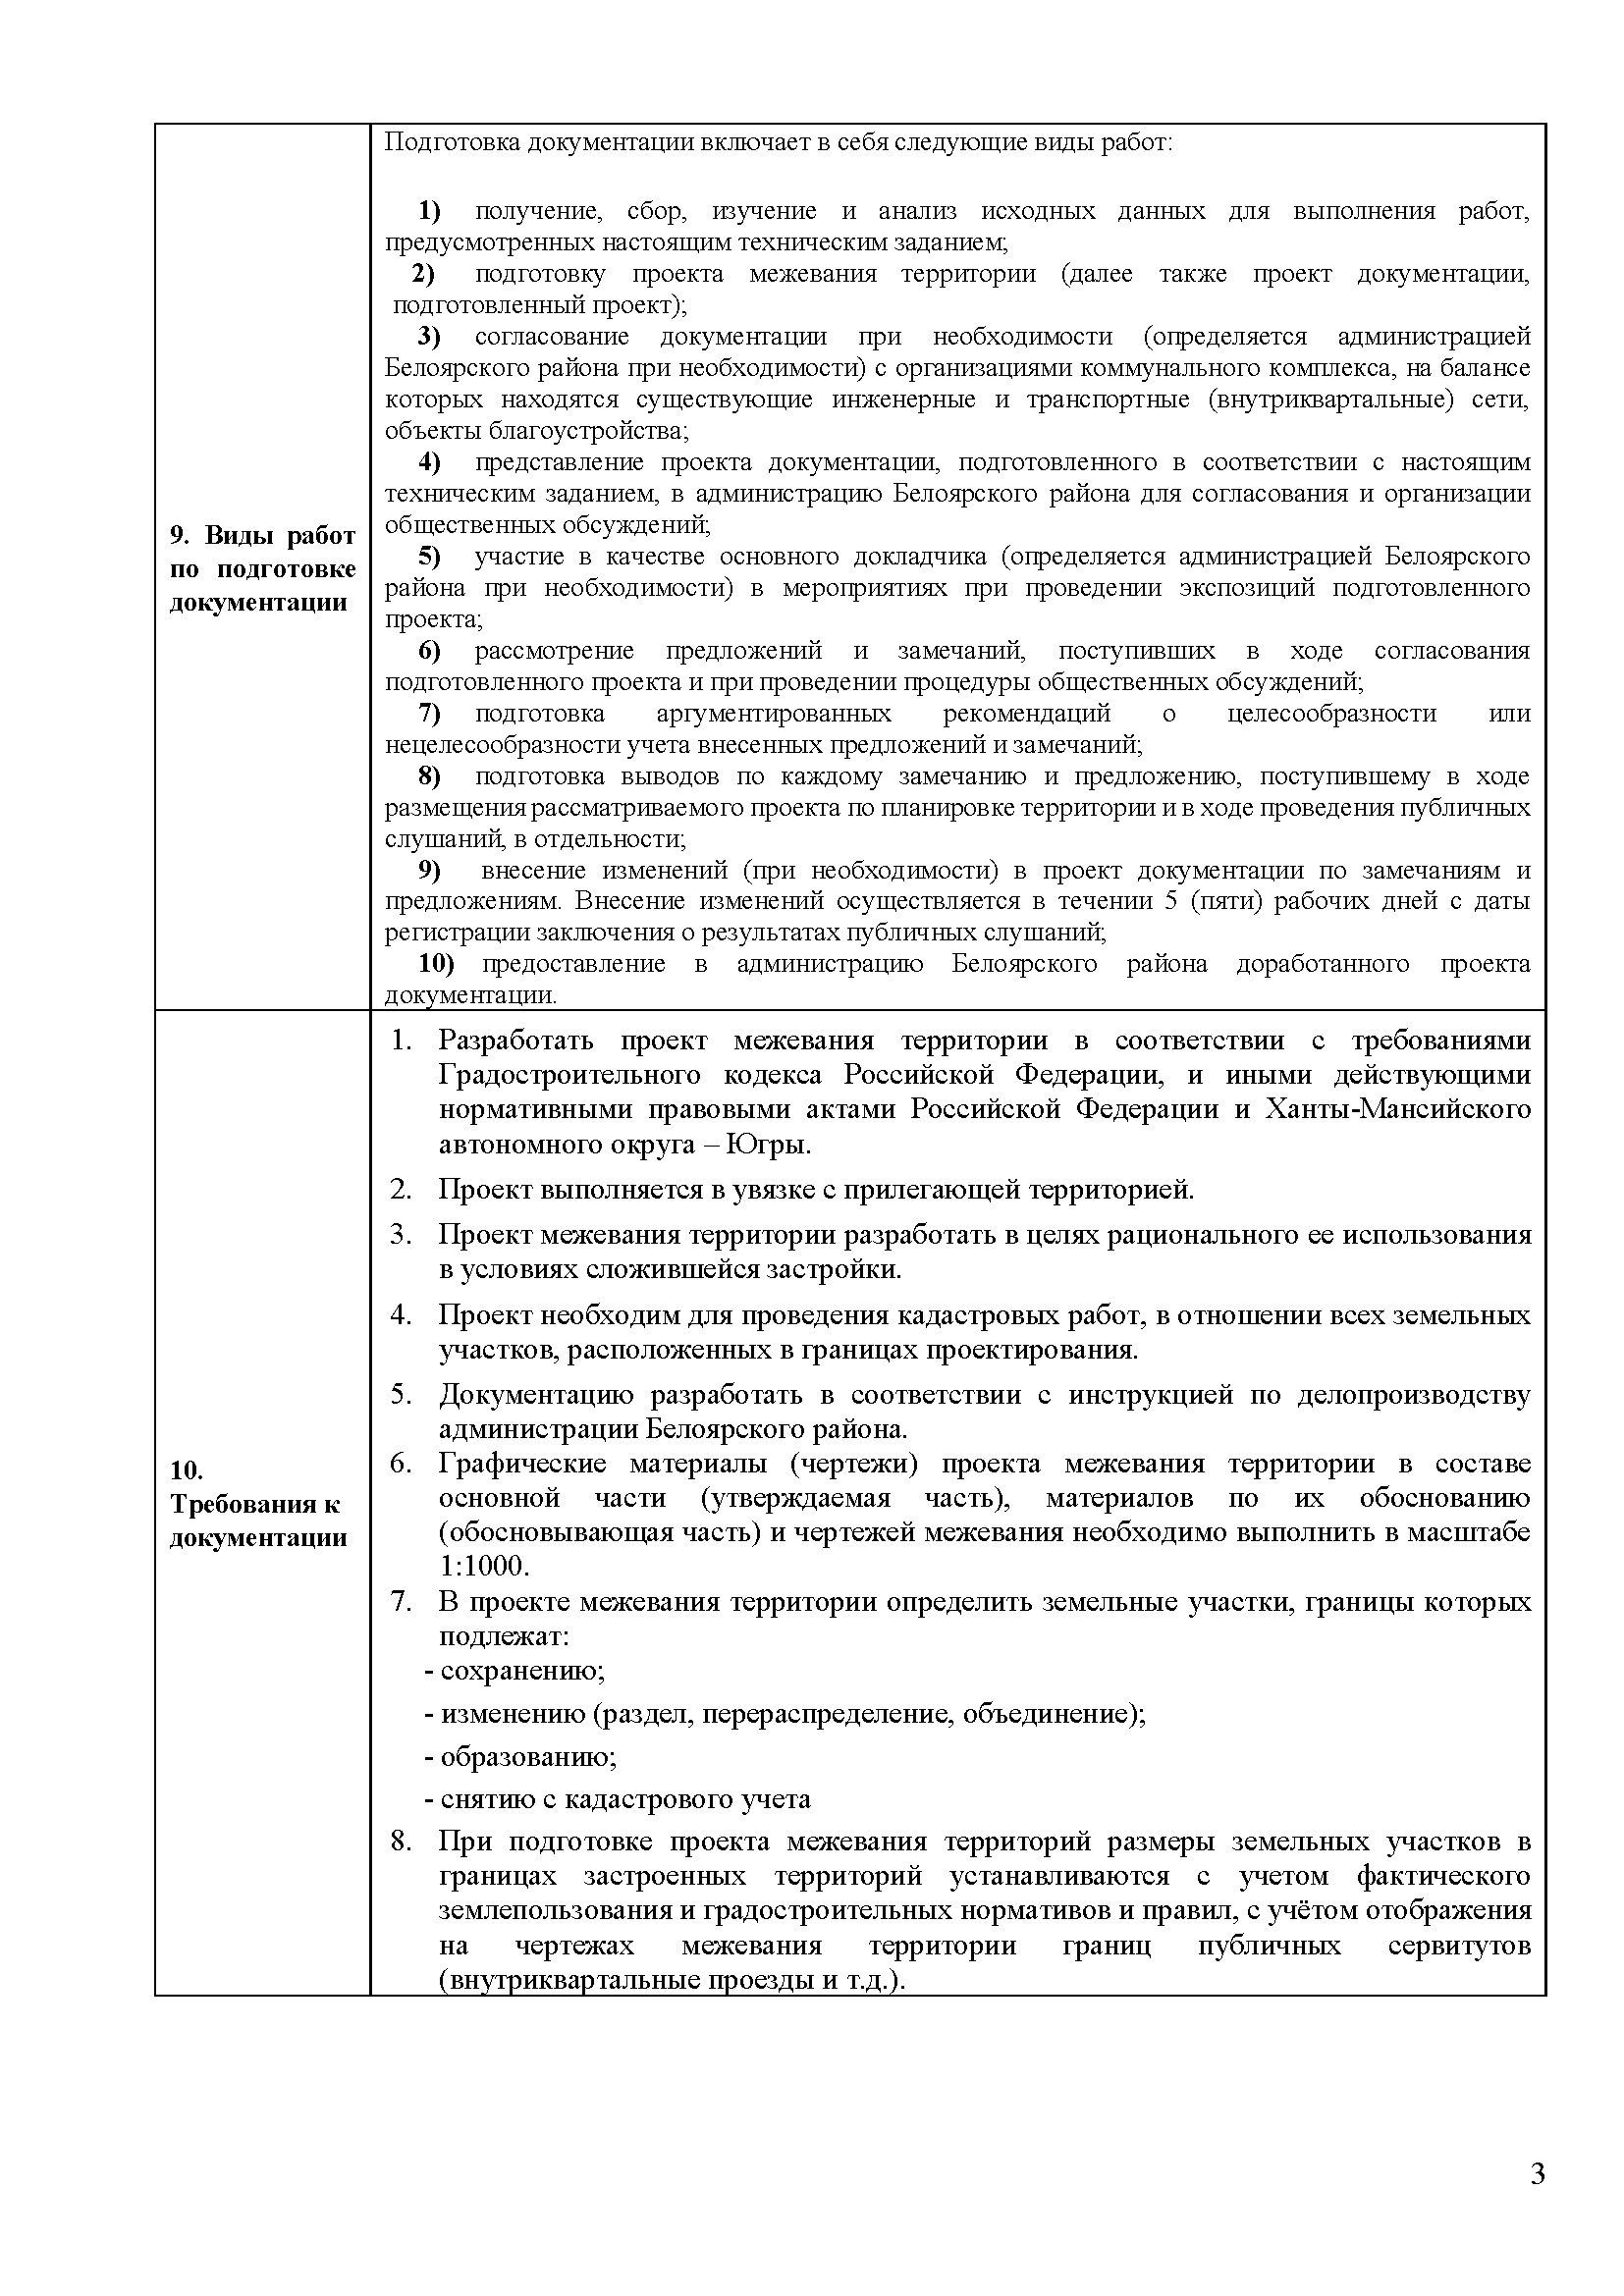 9. Виды работ
по подготовке
документации
Подготовка документации включает в себя следующие виды работ:
1) получение, сбор, изучение и анализ исходных данных для выполнения работ,
предусмотренных настоящим техническим заданием;
2) подготовку проекта межевания территории (далее также проект документации,
подготовленный проект);
3) согласование документации при необходимости (определяется администрацией
Белоярского района при необходимости) с организациями коммунального комплекса, на балансе
которых находятся существующие инженерные и транспортные (внутриквартальные) сети,
объекты благоустройства;
4) представление проекта документации, подготовленного в соответствии с настоящим
техническим заданием, в администрацию Белоярского района для согласования и организации
общественных обсуждений;
5) участие в качестве основного докладчика (определяется администрацией Белоярского
района при необходимости) в мероприятиях при проведении экспозиций подготовленного
проекта;
6) рассмотрение предложений и замечаний, поступивших в ходе согласования
подготовленного проекта и при проведении процедуры общественных обсуждений;
7) подготовка аргументированных рекомендаций о целесообразности или
нецелесообразности учета внесенных предложений и замечаний;
8) подготовка выводов по каждому замечанию и предложению, поступившему в ходе
размещения рассматриваемого проекта по планировке территории и в ходе проведения публичных
слушаний, в отдельности;
9) внесение изменений (при необходимости) в проект документации по замечаниям и
предложениям. Внесение изменений осуществляется в течении 5 (пяти) рабочих дней с даты
регистрации заключения о результатах публичных слушаний;
10) предоставление в администрацию Белоярского района доработанного проекта
документации.
10.
Требования к
документации
1. Разработать проект межевания территории в соответствии с требованиями
Градостроительного кодекса Российской Федерации, и иными действующими
нормативными правовыми актами Российской Федерации и Ханты-Мансийского
автономного округа – Югры.
2. Проект выполняется в увязке с прилегающей территорией.
3. Проект межевания территории разработать в целях рационального ее использования
в условиях сложившейся застройки.
4. Проект необходим для проведения кадастровых работ, в отношении всех земельных
участков, расположенных в границах проектирования.
5. Документацию разработать в соответствии с инструкцией по делопроизводству
администрации Белоярского района.
6. Графические материалы (чертежи) проекта межевания территории в составе
основной части (утверждаемая часть), материалов по их обоснованию
(обосновывающая часть) и чертежей межевания необходимо выполнить в масштабе
1:1000.
7. В проекте межевания территории определить земельные участки, границы которых
подлежат:
- сохранению;
- изменению (раздел, перераспределение, объединение);
- образованию;
- снятию с кадастрового учета
8. При подготовке проекта межевания территорий размеры земельных участков в
границах застроенных территорий устанавливаются с учетом фактического
землепользования и градостроительных нормативов и правил, с учётом отображения
на чертежах межевания территории границ публичных сервитутов
(внутриквартальные проезды и т.д.).
3